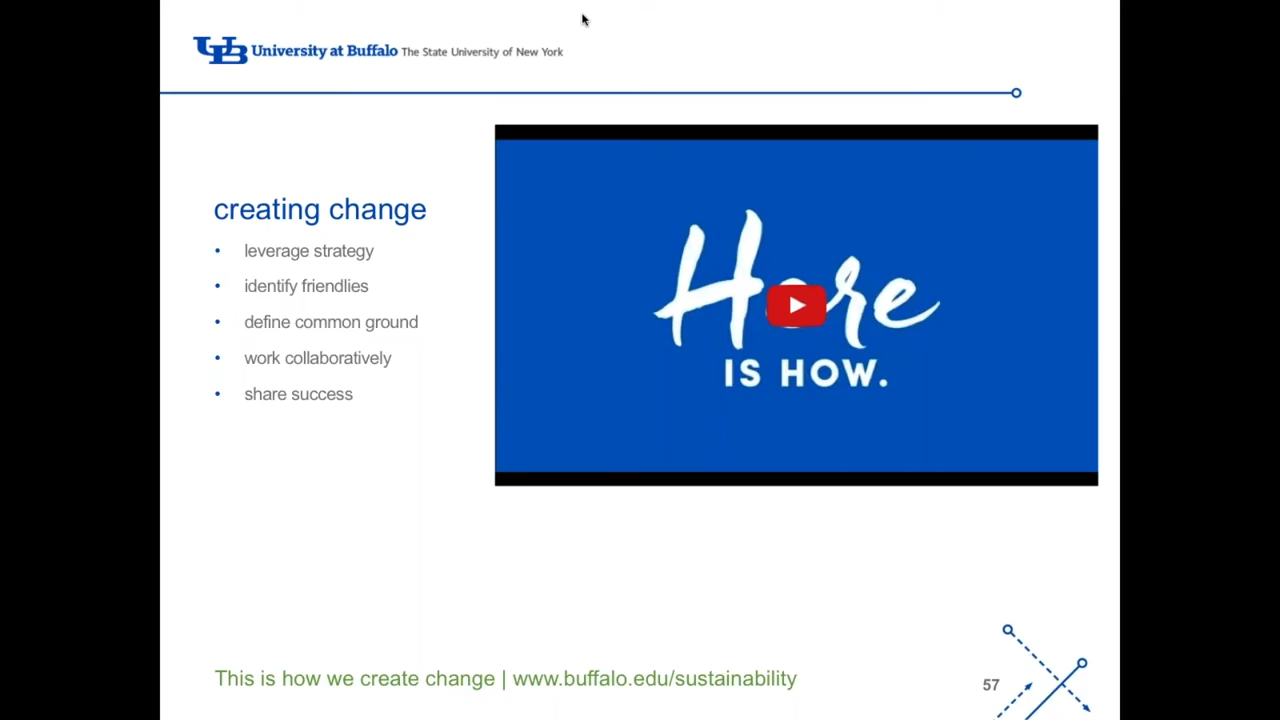 University at Buffalo The State University of New York
creating change
• leverage strategy
• identify friendlies
• define common ground
• work collaboratively
• share success
Here
IS HOW.
This is how we create change | www.buffalo.edu/sustainability
57